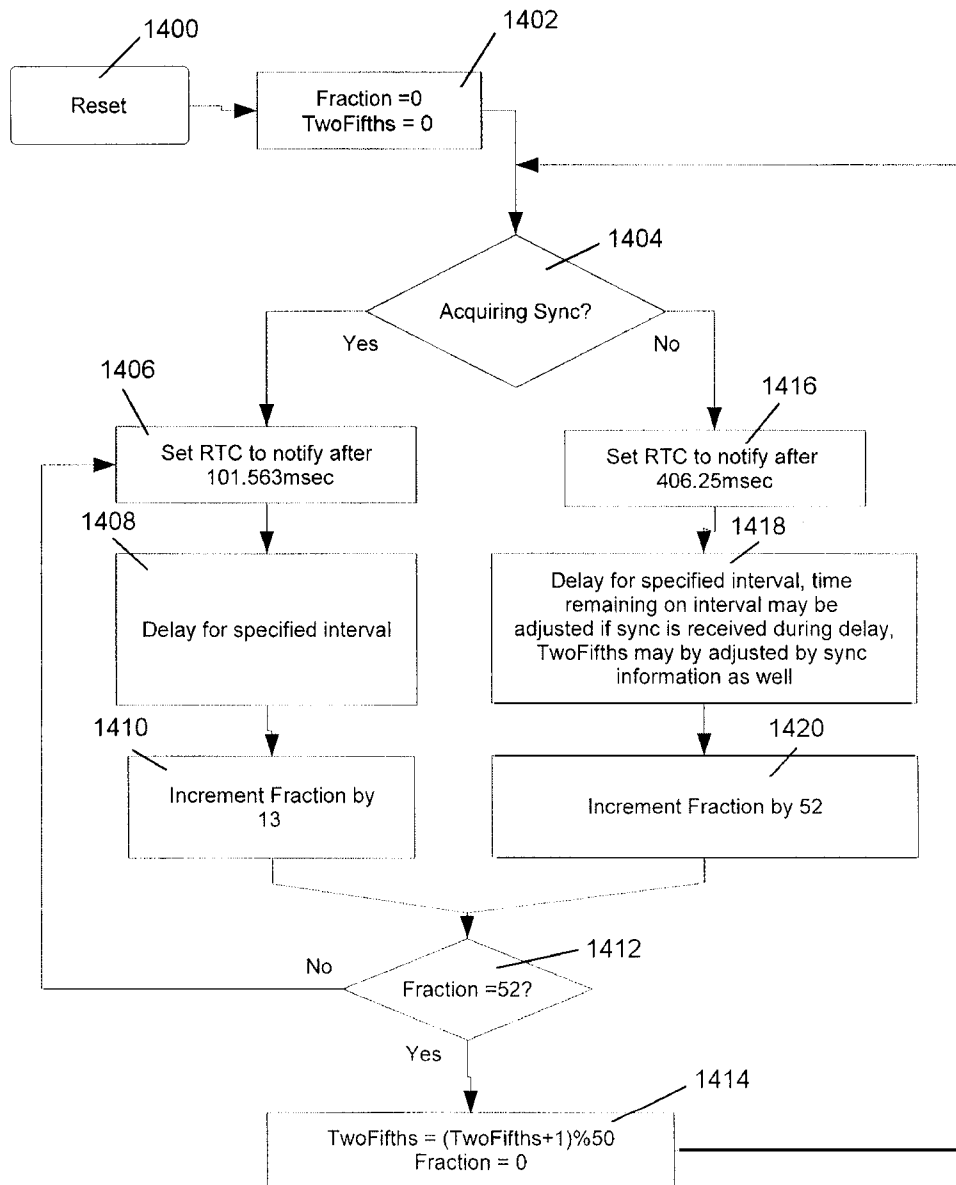 1400
Reset
1402
Fraction =0
TwoFifths = 0
1404
Acquiring Sync?
Yes
No
1406
Set RTC to notify after
101.563msec
1416
Set RTC to notify after
406.25msec
1408
Delay for specified interval
1418
Delay for specified interval, time
remaining on interval may be
adjusted if sync is received during delay,
TwoFifths may by adjusted by sync
information as well
1410
Increment Fraction by
13
1420
Increment Fraction by 52
1412
Fraction =52?
No
Yes
1414
TwoFifths = (TwoFifths+1)%50
Fraction = 0